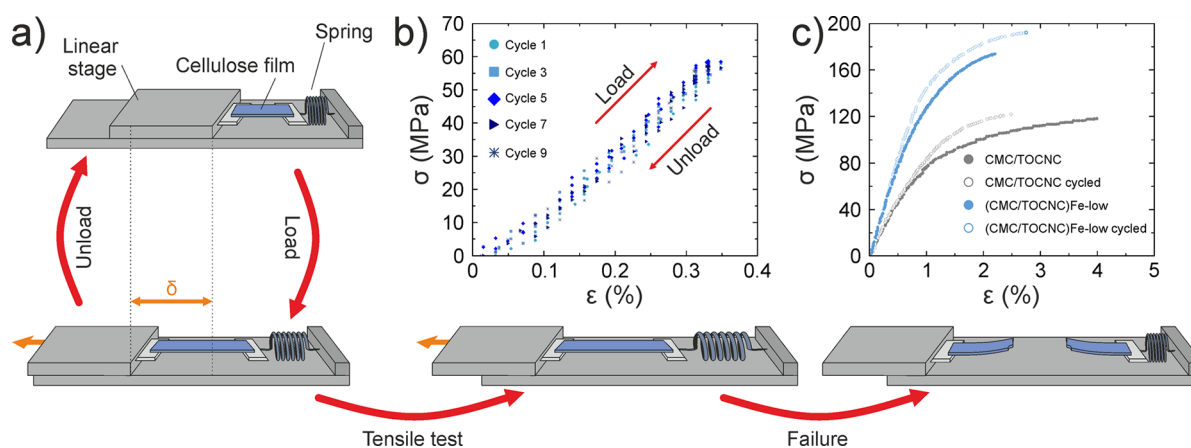 a)
Linear
stage
Cellulose film
Spring
Unload
Load
δ
b)
σ (MPa)
70
60
50
40
30
20
10
0
Cycle 1
Cycle 3
Cycle 5
Cycle 7
Cycle 9
Load
Unload
0 0.1 0.2 0.3 0.4
ε (%)
c)
σ (MPa)
200
160
120
80
40
0
CMC/TOCNC
CMC/TOCNC cycled
(CMC/TOCNC)Fe-low
(CMC/TOCNC)Fe-low cycled
0 1 2 3 4 5
ε (%)
Tensile test
Failure